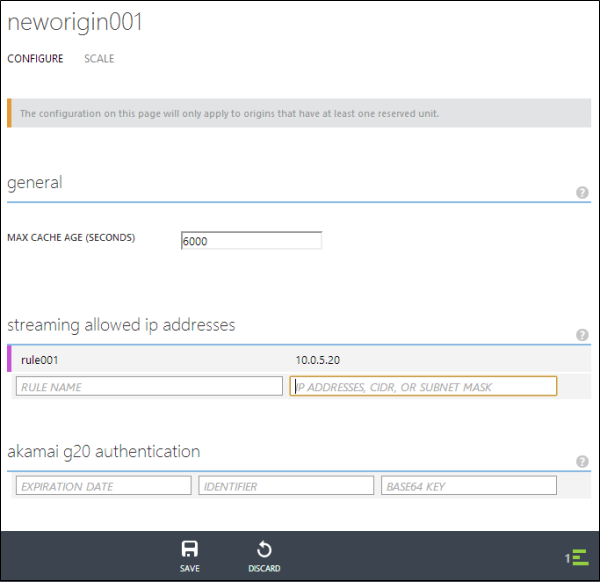 neworigin001
CONFIGURE SCALE
The configuration on this page will only apply to origins that have at least one reserved unit.
general
?
MAX CACHE AGE (SECONDS) 6000
streaming allowed ip addresses
?
rule001 10.0.5.20
RULE NAME IP ADDRESSES, CIDR, OR SUBNET MASK
akamai g20 authentication
?
EXPIRATION DATE IDENTIFIER BASE64 KEY
SAVE DISCARD 1